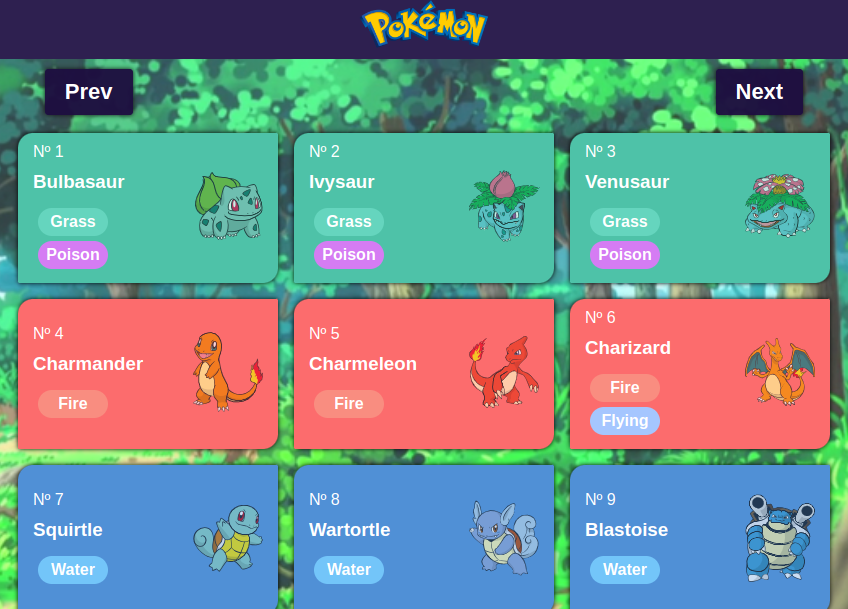 Pokémon
Prev
Next
Nº 1
Bulbasaur
Grass
Poison
Nº 2
Ivysaur
Grass
Poison
Nº 3
Venusaur
Grass
Poison
Nº 4
Charmander
Fire
Nº 5
Charmeleon
Fire
Nº 6
Charizard
Fire
Flying
Nº 7
Squirtle
Water
Nº 8
Wartortle
Water
Nº 9
Blastoise
Water